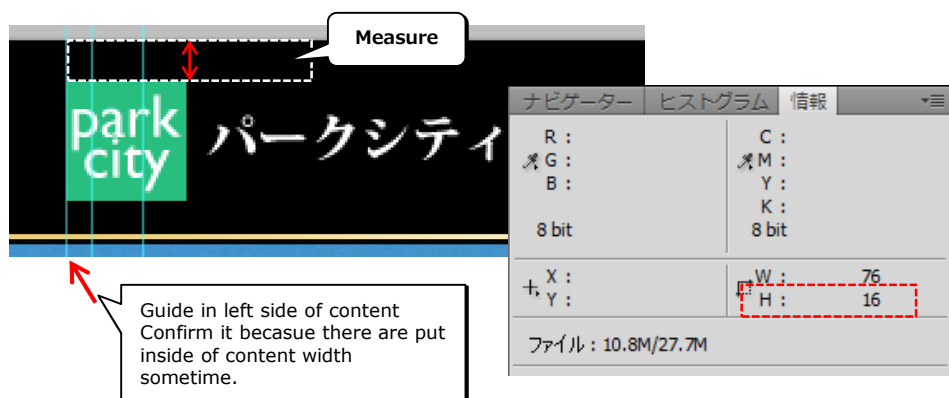 Measure
park
city
パークシティ
ナビゲーター ヒストグラム 情報
R : C :
G : M :
B : Y :
K :
8 bit 8 bit
X : W : 76
Y : H : 16
ファイル : 10.8M/27.7M
Guide in left side of content
Confirm it becasue there are put
inside of content width
sometime.